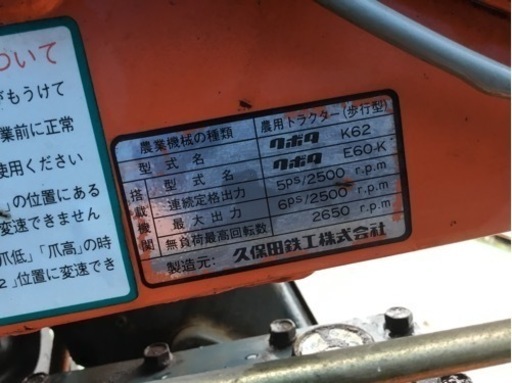 ついて
がもうけて
業前に正常
使用ください
」の位置にある
変速できません
爪低」「爪高」の時
2」位置に変速でき
農業機械の種類 農用トラクター(歩行型)
型式名 クボタ K62
搭載機関 型式名 クボタ E60-K
連続定格出力 5PS/2500 r.p.m
最大出力 6PS/2500 r.p.m
無負荷最高回転数 2650 r.p.m
製造元: 久保田鉄工株式会社